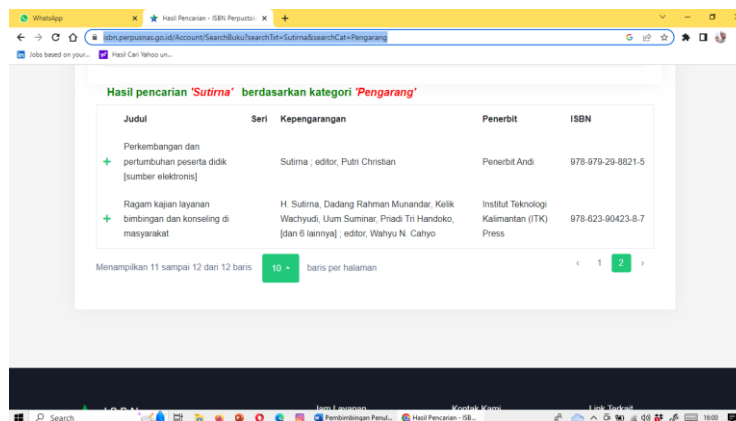 WhatsApp
Hasil Pencarian - ISBN Perpustak
isbn.perpusnas.go.id/Account/SearchBuku?searchTxt=Sutirna&searchCat=Pengarang
Jobs based on your...
Hasil Cari Yahoo un...
Hasil pencarian 'Sutirna' berdasarkan kategori 'Pengarang'
Judul Seri Kepengarangan Penerbit ISBN
Perkembangan dan
pertumbuhan peserta didik
[sumber elektronis]
Sutirna ; editor, Putri Christian
Penerbit Andi
978-979-29-8821-5
Ragam kajian layanan
bimbingan dan konseling di
masyarakat
H. Sutirna, Dadang Rahman Munandar, Kelik
Wachyudi, Uum Suminar, Priadi Tri Handoko,
[dan 6 lainnya] ; editor, Wahyu N. Cahyo
Institut Teknologi
Kalimantan (ITK)
Press
978-623-90423-8-7
Menampilkan 11 sampai 12 dari 12 baris
10
baris per halaman
‹ 1 2 ›
ISBN
Jam Layanan
Kontak Kami
Link Terkait
Search
Pembimbingan Penul...
Hasil Pencarian - ISB...
1600